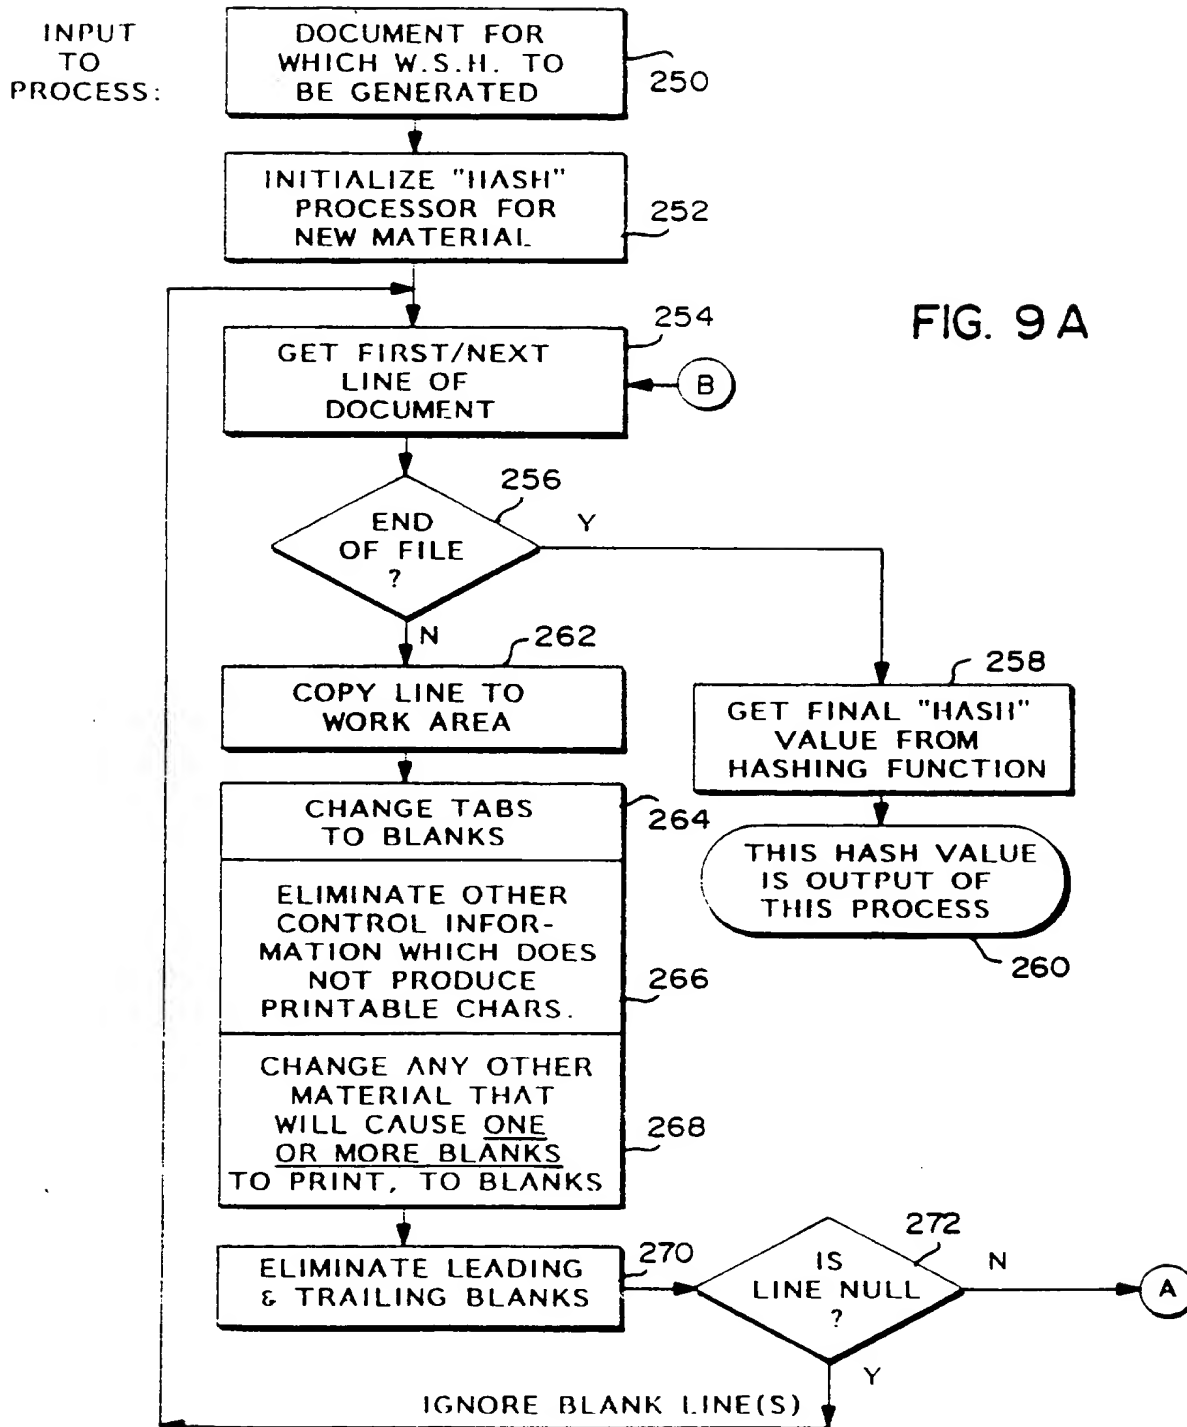 INPUT
TO
PROCESS:
DOCUMENT FOR
WHICH W.S.H. TO
BE GENERATED
250
INITIALIZE "HASH"
PROCESSOR FOR
NEW MATERIAL
252
FIG. 9A
GET FIRST/NEXT
LINE OF
DOCUMENT
254
B
END
OF FILE
?
256
Y
N
262
COPY LINE TO
WORK AREA
258
GET FINAL "HASH"
VALUE FROM
HASHING FUNCTION
CHANGE TABS
TO BLANKS
264
THIS HASH VALUE
IS OUTPUT OF
THIS PROCESS
260
ELIMINATE OTHER
CONTROL INFOR-
MATION WHICH DOES
NOT PRODUCE
PRINTABLE CHARS.
266
CHANGE ANY OTHER
MATERIAL THAT
WILL CAUSE ONE
OR MORE BLANKS
TO PRINT, TO BLANKS
268
ELIMINATE LEADING
& TRAILING BLANKS
270
IS
LINE NULL
?
272
N
A
Y
IGNORE BLANK LINE(S)